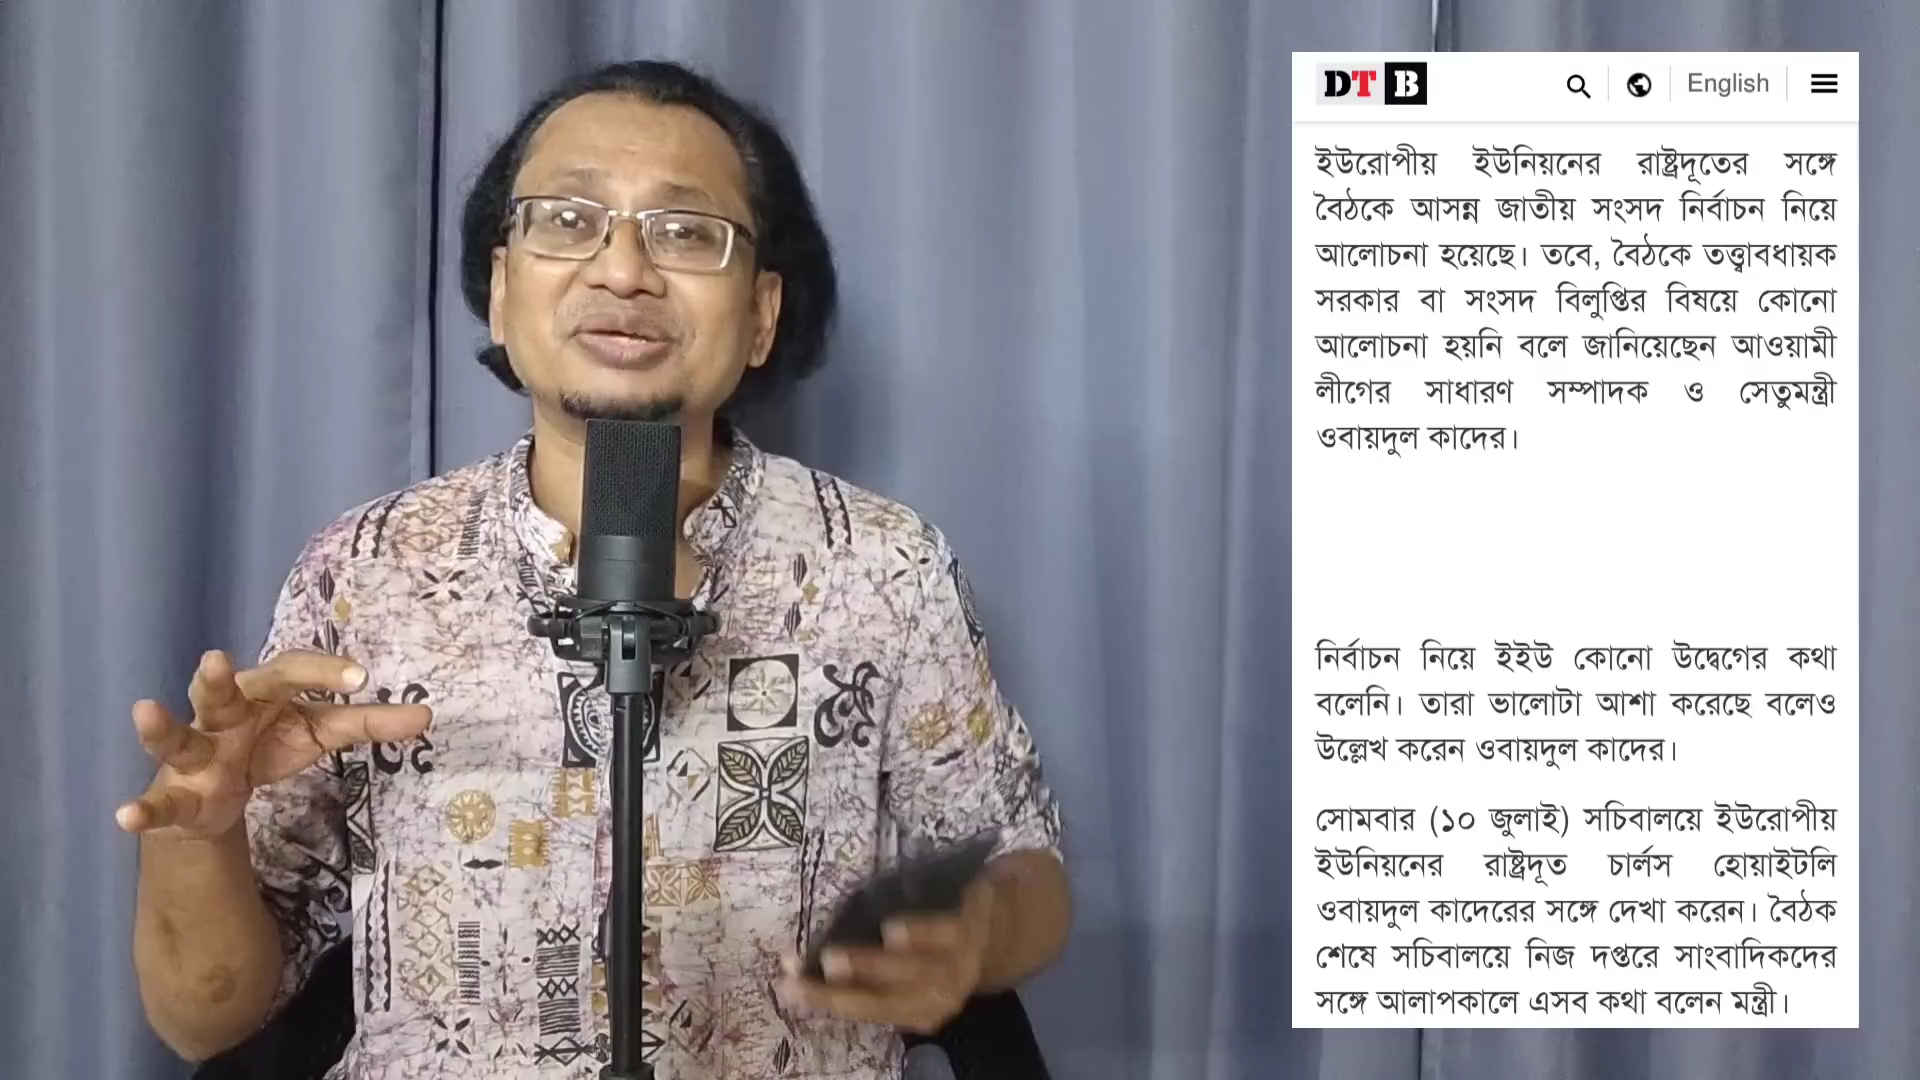 DTB
English
ইউরোপীয় ইউনিয়নের রাষ্ট্রদূতের সঙ্গে
বৈঠকে আসন্ন জাতীয় সংসদ নির্বাচন নিয়ে
আলোচনা হয়েছে। তবে, বৈঠকে তত্ত্বাবধায়ক
সরকার বা সংসদ বিলুপ্তির বিষয়ে কোনো
আলোচনা হয়নি বলে জানিয়েছেন আওয়ামী
লীগের সাধারণ সম্পাদক ও সেতুমন্ত্রী
ওবায়দুল কাদের।
নির্বাচন নিয়ে ইইউ কোনো উদ্বেগের কথা
বলেনি। তারা ভালোটা আশা করেছে বলেও
উল্লেখ করেন ওবায়দুল কাদের।
সোমবার (১০ জুলাই) সচিবালয়ে ইউরোপীয়
ইউনিয়নের রাষ্ট্রদূত চার্লস হোয়াইটলি
ওবায়দুল কাদেরের সঙ্গে দেখা করেন। বৈঠক
শেষে সচিবালয়ে নিজ দপ্তরে সাংবাদিকদের
সঙ্গে আলাপকালে এসব কথা বলেন মন্ত্রী।